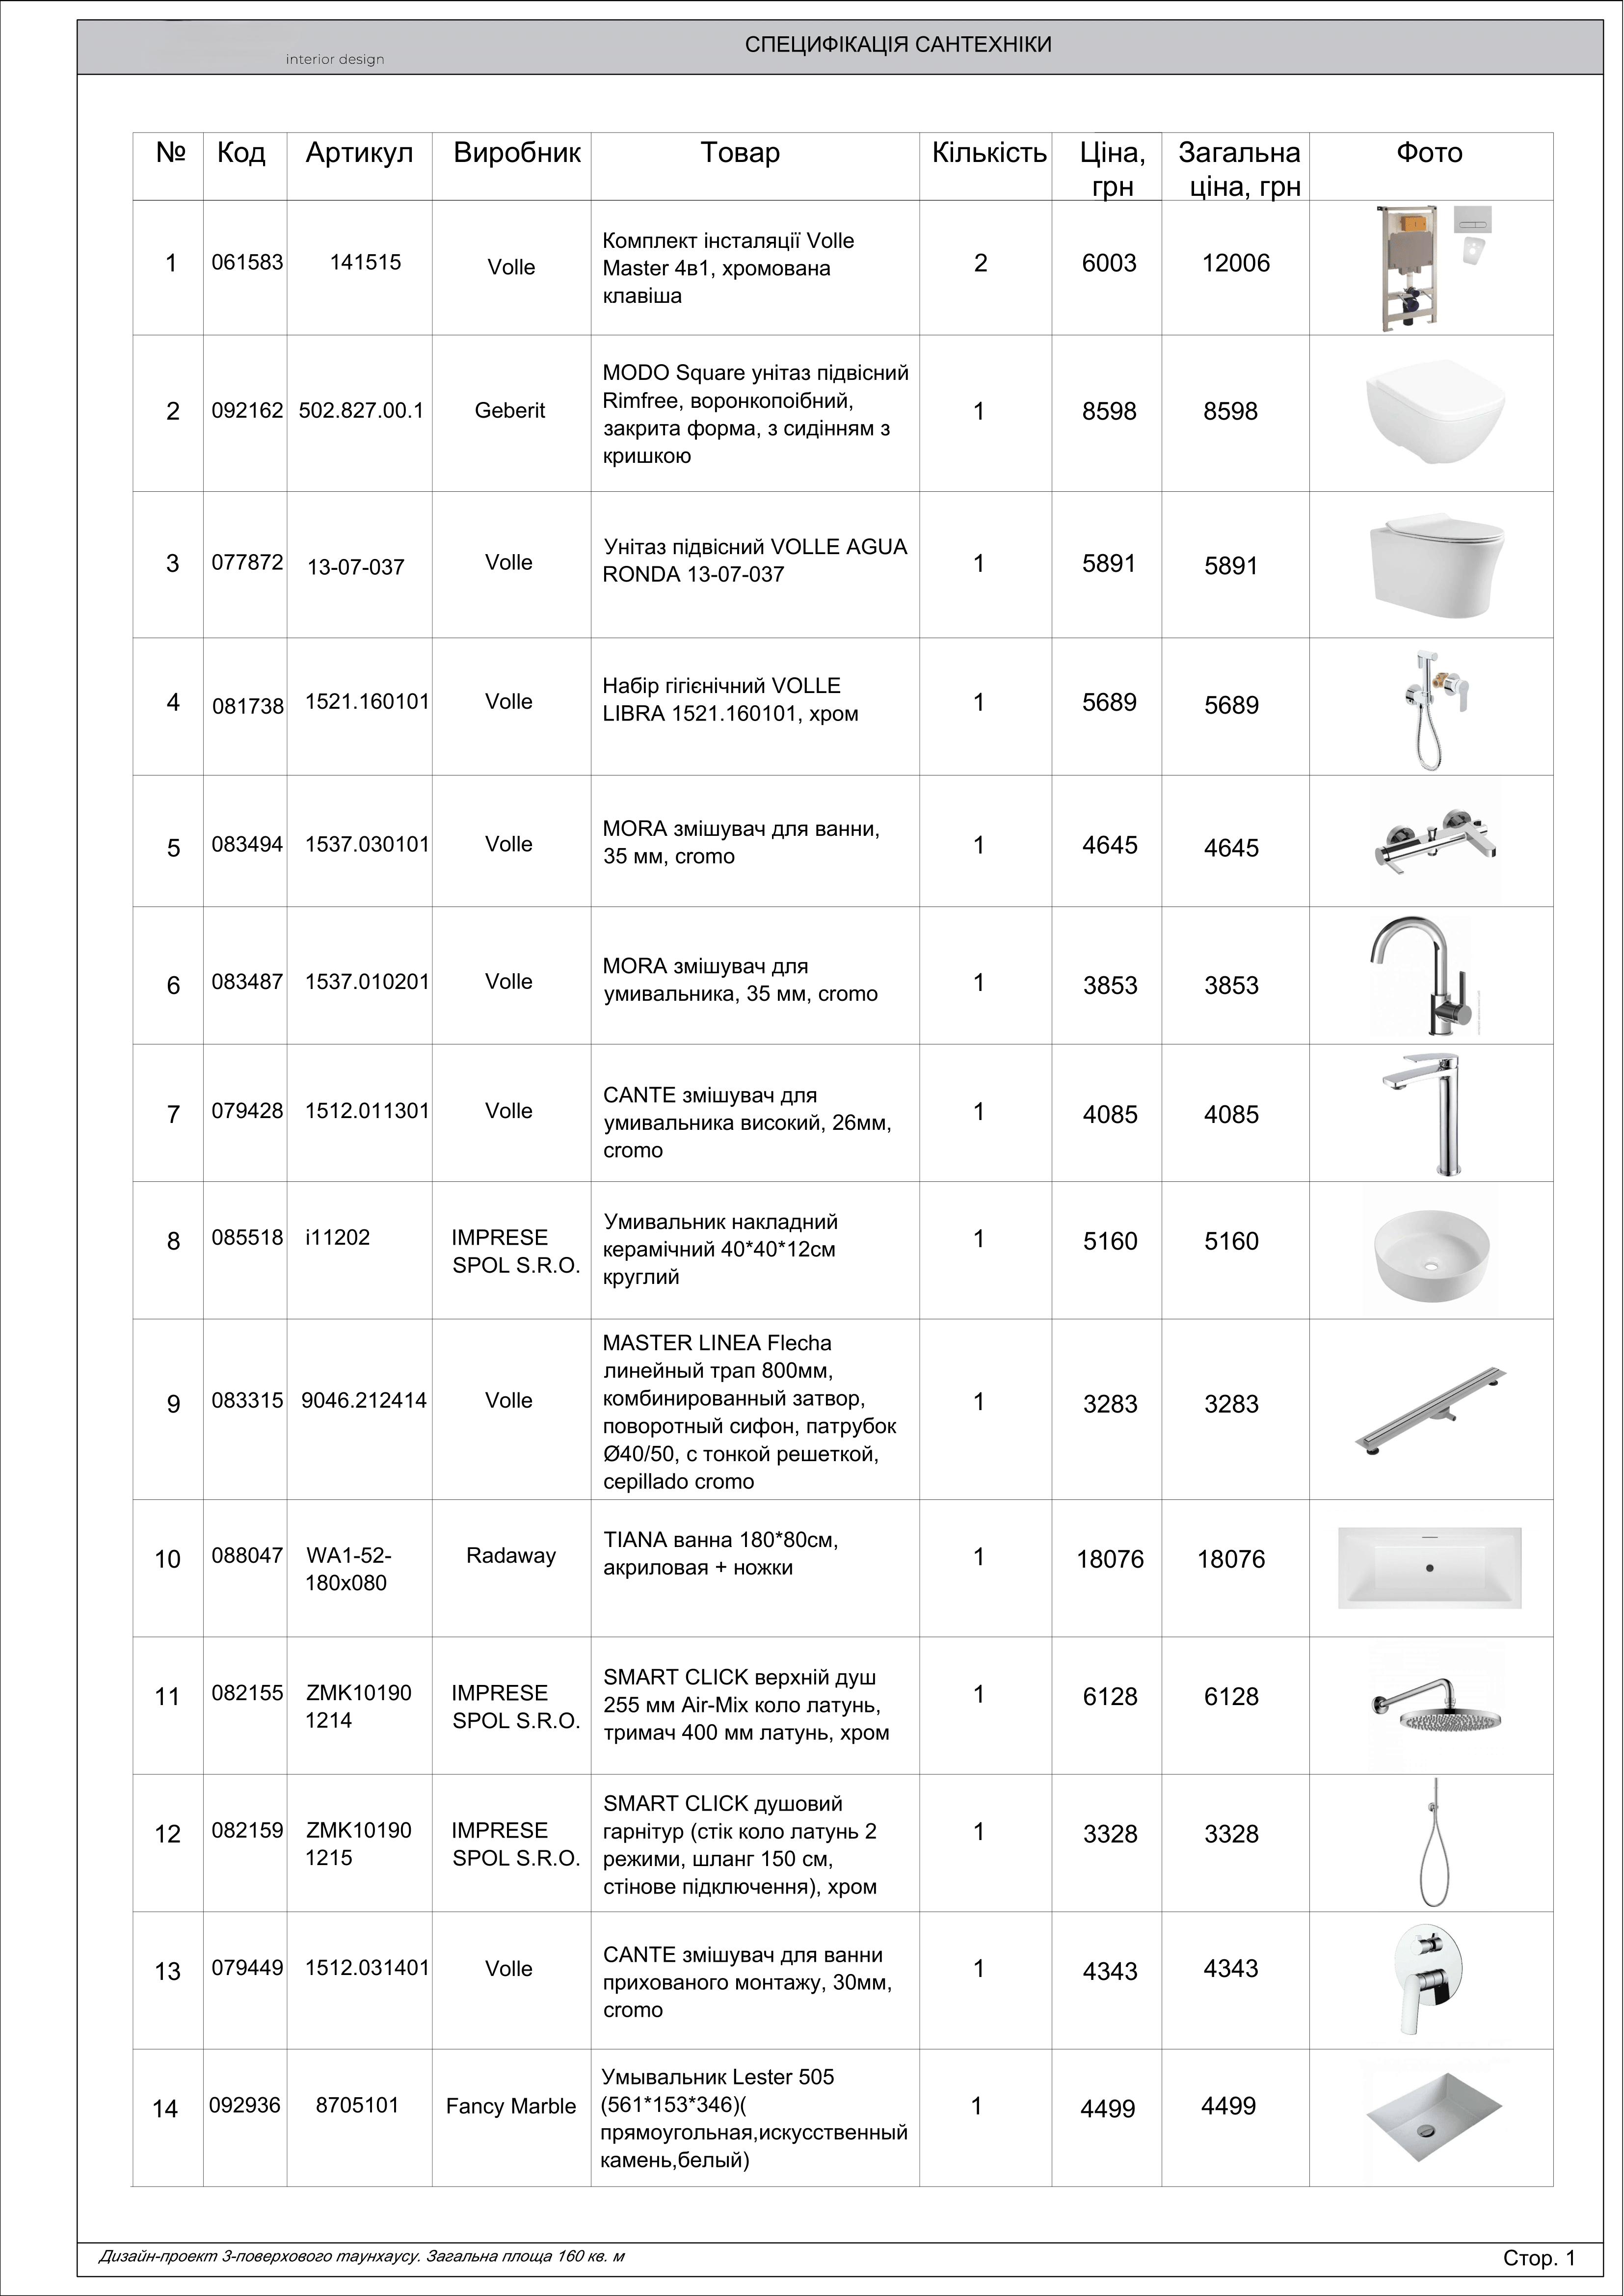 interior design
СПЕЦИФІКАЦІЯ САНТЕХНІКИ
№ Код Артикул Виробник Товар Кількість Ціна, грн Загальна ціна, грн Фото
1 061583 141515 Volle
Комплект інсталяції Volle
Master 4в1, хромована
клавіша
2 6003 12006
2 092162 502.827.00.1 Geberit
MODO Square унітаз підвісний
Rimfree, воронкопоібний,
закрита форма, з сидінням з
кришкою
1 8598 8598
3 077872 13-07-037 Volle
Унітаз підвісний VOLLE AGUA
RONDA 13-07-037
1 5891 5891
4 081738 1521.160101 Volle
Набір гігієнічний VOLLE
LIBRA 1521.160101, хром
1 5689 5689
5 083494 1537.030101 Volle
MORA змішувач для ванни,
35 мм, cromo
1 4645 4645
6 083487 1537.010201 Volle
MORA змішувач для
умивальника, 35 мм, cromo
1 3853 3853
7 079428 1512.011301 Volle
CANTE змішувач для
умивальника високий, 26мм,
cromo
1 4085 4085
8 085518 i11202 IMPRESE
SPOL S.R.O.
Умивальник накладний
керамічний 40*40*12см
круглий
1 5160 5160
9 083315 9046.212414 Volle
MASTER LINEA Flecha
линейный трап 800мм,
комбинированный затвор,
поворотный сифон, патрубок
Ø40/50, с тонкой решеткой,
cepillado cromo
1 3283 3283
10 088047 WA1-52-
180x080
Radaway
TIANA ванна 180*80см,
акриловая + ножки
1 18076 18076
11 082155 ZMK10190
1214
IMPRESE
SPOL S.R.O.
SMART CLICK верхній душ
255 мм Air-Mix коло латунь,
тримач 400 мм латунь, хром
1 6128 6128
12 082159 ZMK10190
1215
IMPRESE
SPOL S.R.O.
SMART CLICK душовий
гарнітур (стік коло латунь 2
режими, шланг 150 см,
стінове підключення), хром
1 3328 3328
13 079449 1512.031401 Volle
CANTE змішувач для ванни
прихованого монтажу, 30мм,
cromo
1 4343 4343
14 092936 8705101 Fancy Marble
Умывальник Lester 505
(561*153*346)(
прямоугольная,искусственный
камень,белый)
1 4499 4499
Дизайн-проект 3-поверхового таунхаусу. Загальна площа 160 кв. м
Стор. 1